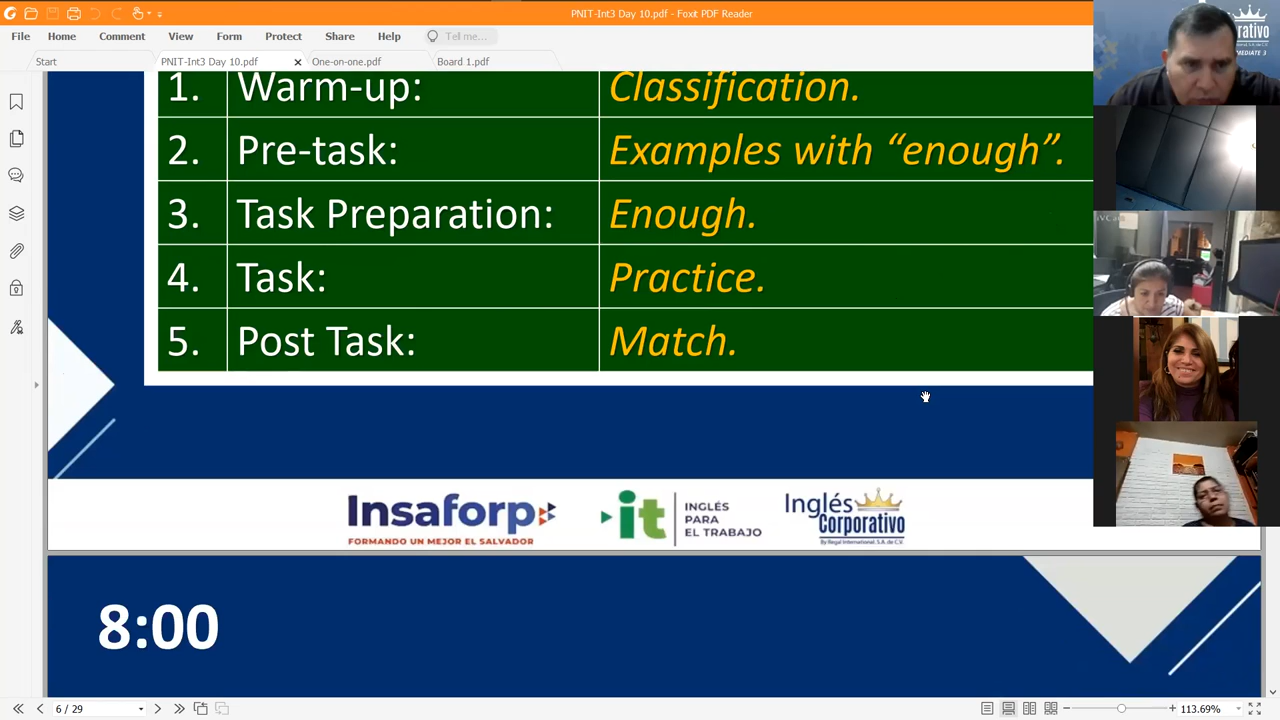 PNIT-Int3 Day 10.pdf - Foxit PDF Reader
File Home Comment View Form Protect Share Help Tell me...
Start PNIT-Int3 Day 10.pdf One-on-one.pdf Board 1.pdf
1. Warm-up: Classification.
2. Pre-task: Examples with “enough”.
3. Task Preparation: Enough.
4. Task: Practice.
5. Post Task: Match.
Insaforp
FORMANDO UN MEJOR EL SALVADOR
it
INGLÉS
PARA
EL TRABAJO
Inglés
Corporativo
By Regal International, S.A. de C.V.
8:00
6 / 29
113.69%